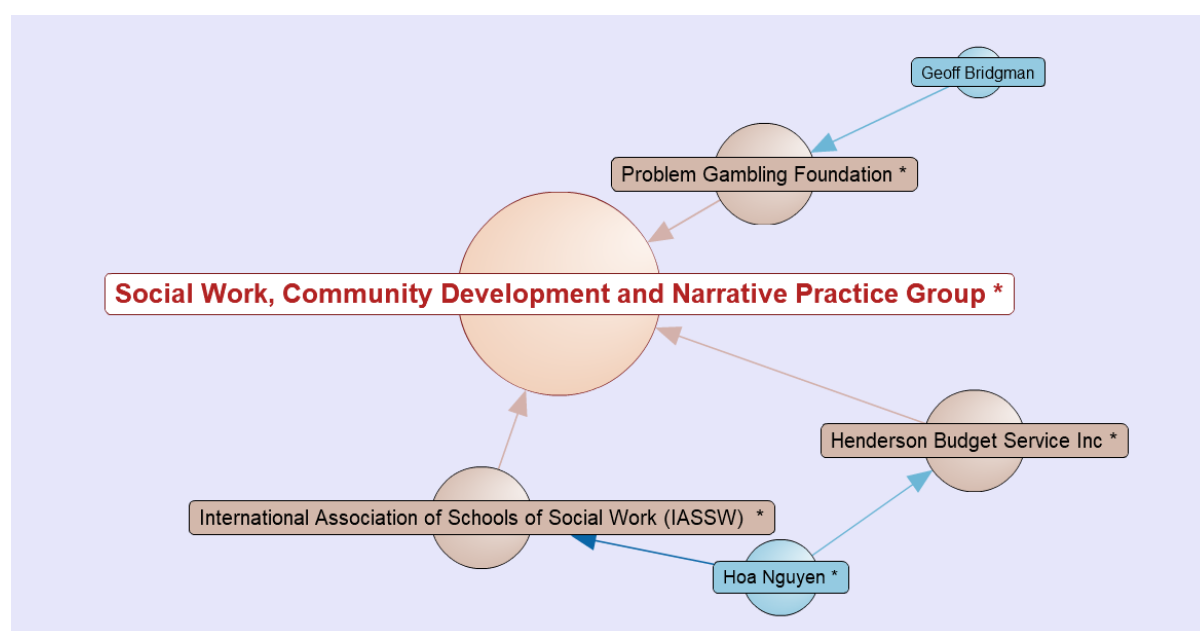 Geoff Bridgman
Problem Gambling Foundation *
Social Work, Community Development and Narrative Practice Group *
Henderson Budget Service Inc *
International Association of Schools of Social Work (IASSW) *
Hoa Nguyen *